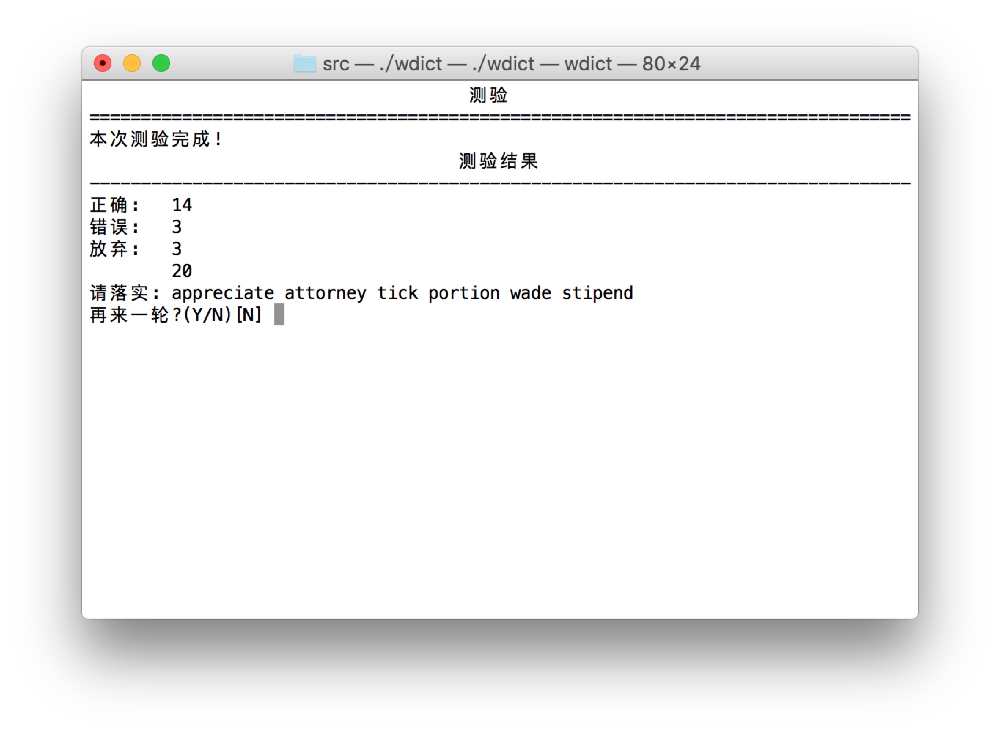 src — ./wdict — ./wdict — wdict — 80×24
测验
================================================================================
本次测验完成!
测验结果
--------------------------------------------------------------------------------
正确: 14
错误: 3
放弃: 3
20
请落实: appreciate attorney tick portion wade stipend
再来一轮?(Y/N)[N]